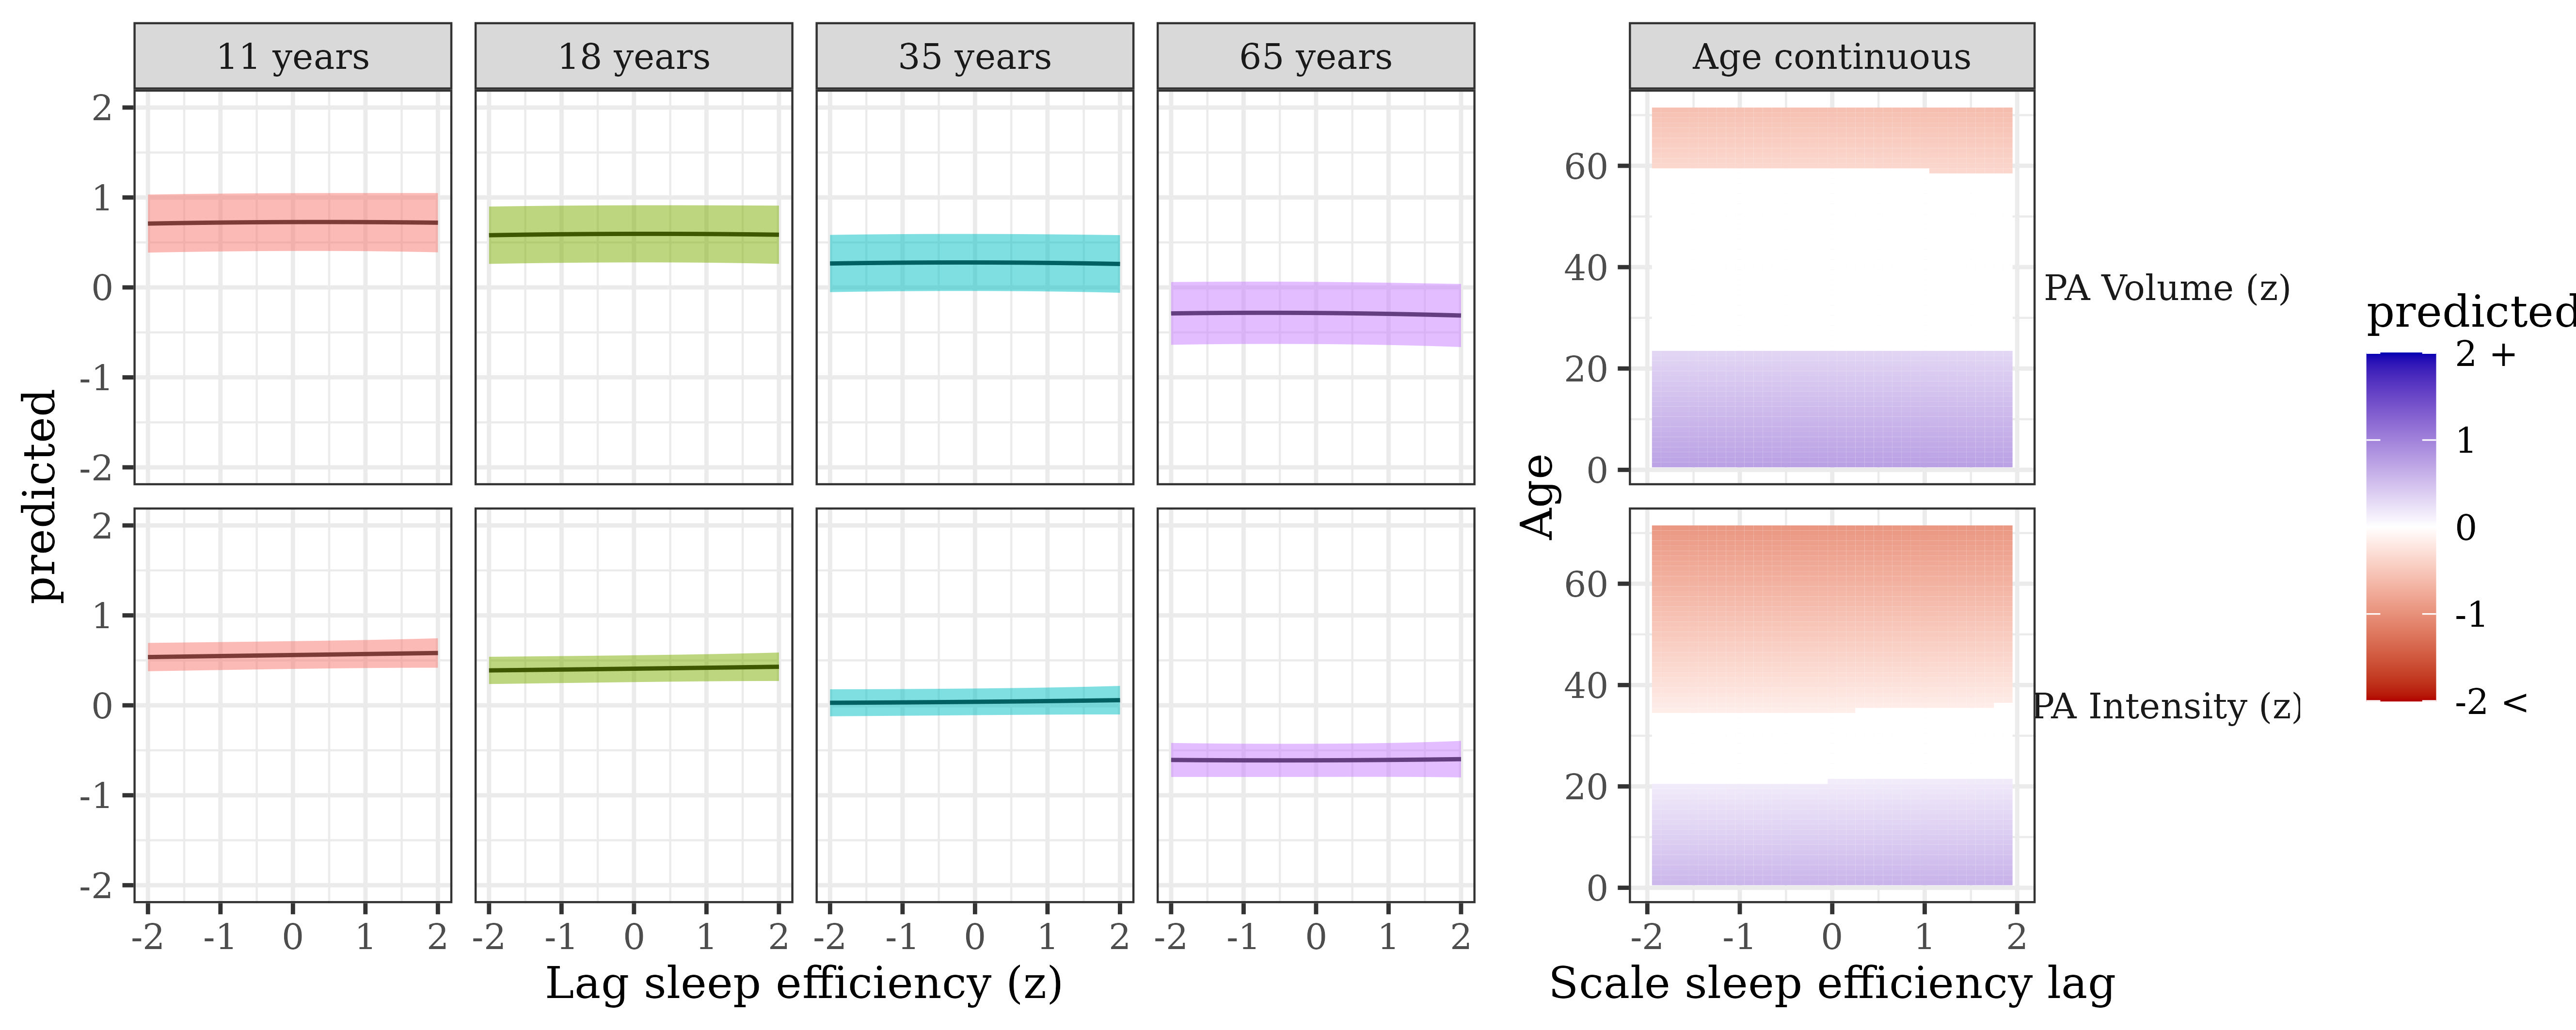 11 years
18 years
35 years
65 years
Age continuous
2
1
0
-1
-2
60
40
20
0
PA Volume (z)
predicted
2 +
1
0
-1
-2 <
predicted
Age
2
1
0
-1
-2
60
40
20
0
PA Intensity (z)
-2 -1 0 1 2
-2 -1 0 1 2
-2 -1 0 1 2
-2 -1 0 1 2
-2 -1 0 1 2
Lag sleep efficiency (z)
Scale sleep efficiency lag